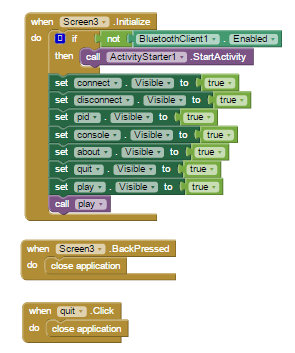 when Screen3 .Initialize
do if not BluetoothClient1 . Enabled
then call ActivityStarter1 .StartActivity
set connect . Visible to true
set disconnect . Visible to true
set pid . Visible to true
set console . Visible to true
set about . Visible to true
set quit . Visible to true
set play . Visible to true
call play
when Screen3 .BackPressed
do close application
when quit .Click
do close application